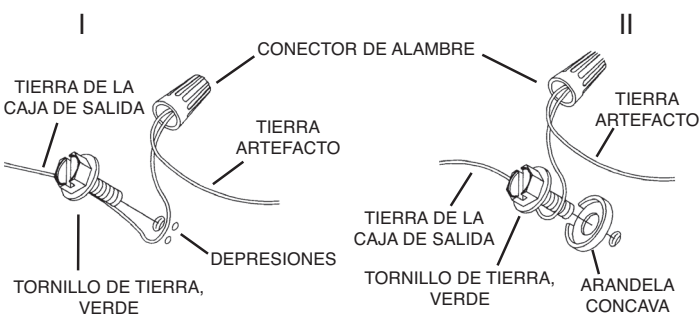 I
II
CONECTOR DE ALAMBRE
TIERRA DE LA
CAJA DE SALIDA
TIERRA
ARTEFACTO
TIERRA
ARTEFACTO
TIERRA DE LA
CAJA DE SALIDA
DEPRESIONES
TORNILLO DE TIERRA,
VERDE
TORNILLO DE TIERRA,
VERDE
ARANDELA
CONCAVA